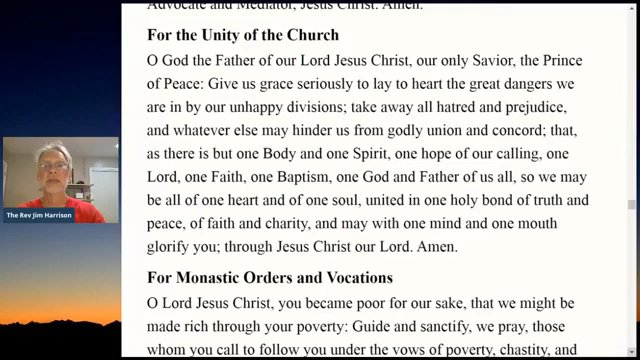 Advocate and Mediator, Jesus Christ. Amen.
For the Unity of the Church
O God the Father of our Lord Jesus Christ, our only Savior, the Prince
of Peace: Give us grace seriously to lay to heart the great dangers we
are in by our unhappy divisions; take away all hatred and prejudice,
and whatever else may hinder us from godly union and concord; that,
as there is but one Body and one Spirit, one hope of our calling, one
Lord, one Faith, one Baptism, one God and Father of us all, so we may
be all of one heart and of one soul, united in one holy bond of truth and
peace, of faith and charity, and may with one mind and one mouth
glorify you; through Jesus Christ our Lord. Amen.
For Monastic Orders and Vocations
O Lord Jesus Christ, you became poor for our sake, that we might be
made rich through your poverty: Guide and sanctify, we pray, those
whom you call to follow you under the vows of poverty, chastity, and
The Rev Jim Harrison